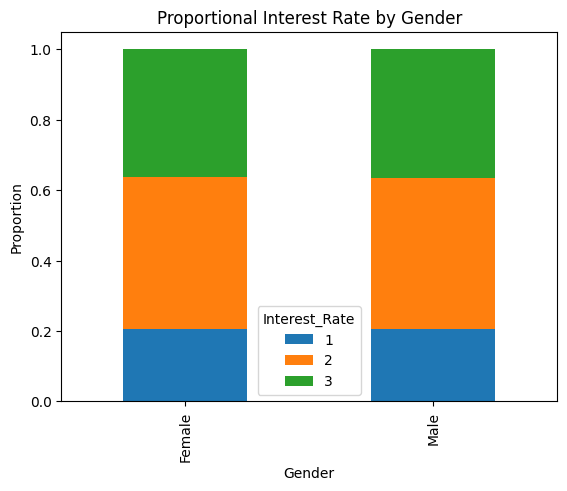 Proportional Interest Rate by Gender
1.0
0.8
0.6
0.4
0.2
0.0
Proportion
Interest_Rate
1
2
3
Female
Male
Gender